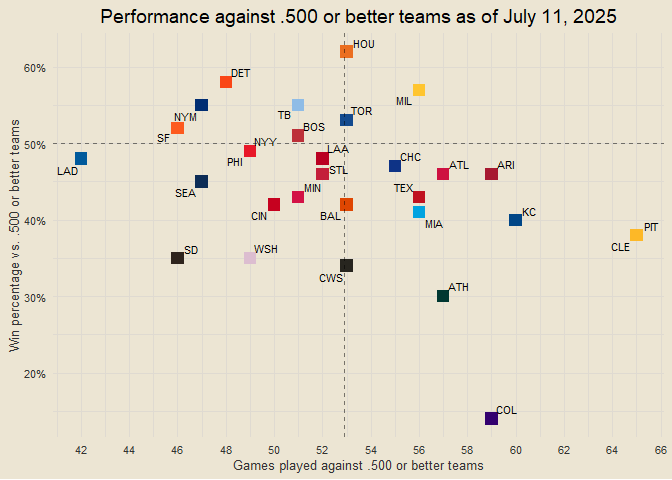 Performance against .500 or better teams as of July 11, 2025
Win percentage vs. .500 or better teams
60%
50%
40%
30%
20%
HOU
DET
MIL
NYM
TB
TOR
SF
BOS
NYY
PHI
LAA
LAD
STL
CHC
ATL
ARI
SEA
MIN
TEX
CIN
BAL
MIA
KC
PIT
CLE
SD
WSH
CWS
ATH
COL
42 44 46 48 50 52 54 56 58 60 62 64 66
Games played against .500 or better teams